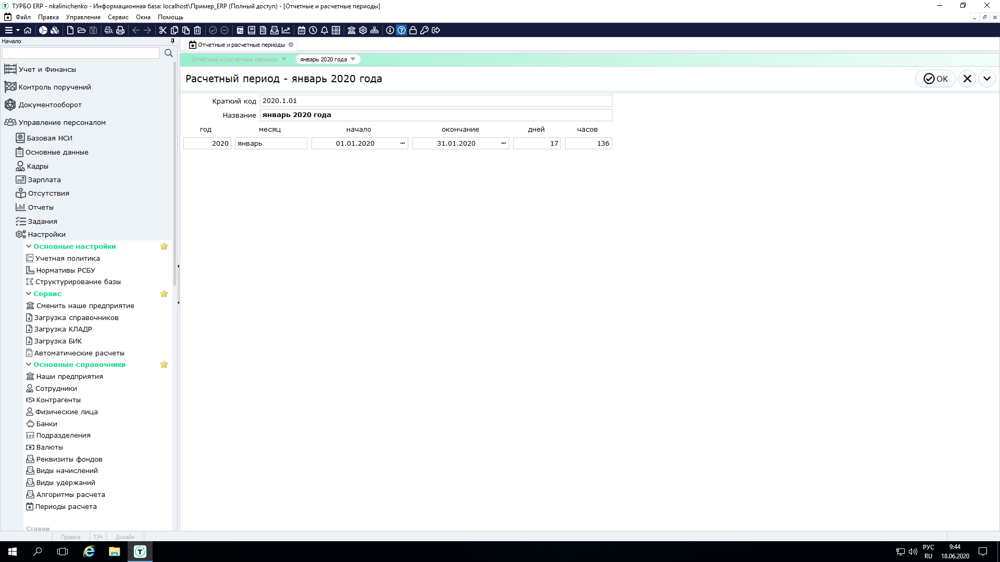 ТУРБО ERP - nkalinichenko - Информационная база: localhost\Пример_ERP (Полный доступ) - [Отчетные и расчетные периоды]
Файл Правка Управление Сервис Окна Помощь
Начало
Отчетные и расчетные периоды
Отчетные и расчетные периоды январь 2020 года
Расчетный период - январь 2020 года
OK
Краткий код 2020.1.01
Название январь 2020 года
год месяц начало окончание дней часов
2020 январь 01.01.2020 31.01.2020 17 136
Учет и Финансы
Контроль поручений
Документооборот
Управление персоналом
Базовая НСИ
Основные данные
Кадры
Зарплата
Отсутствия
Отчеты
Задания
Настройки
Основные настройки
Учетная политика
Нормативы РСБУ
Структурирование базы
Сервис
Сменить наше предприятие
Загрузка справочников
Загрузка КЛАДР
Загрузка БИК
Автоматические расчеты
Основные справочники
Наши предприятия
Сотрудники
Контрагенты
Физические лица
Банки
Подразделения
Валюты
Реквизиты фондов
Виды начислений
Виды удержаний
Алгоритмы расчета
Периоды расчета
Ставки
Правка Т/Ч Дизайн
РУС 9:44
RU 18.06.2020